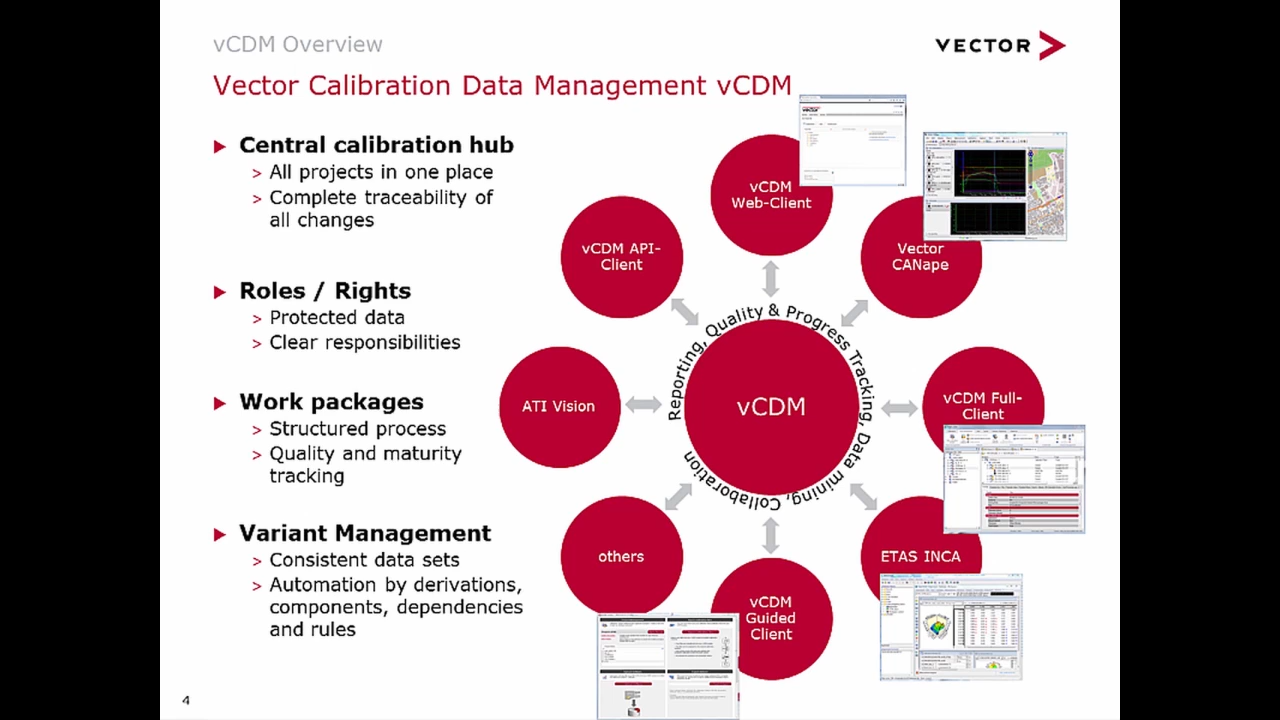 vCDM Overview
VECTOR
Vector Calibration Data Management vCDM
Central calibration hub
> All projects in one place
> Complete traceability of
all changes
Roles / Rights
> Protected data
> Clear responsibilities
Work packages
> Structured process
> Quality and maturity
tracking
Variant Management
> Consistent data sets
> Automation by derivations,
components, dependencies
and rules
vCDM
Web-Client
vCDM API-
Client
Vector
CANape
Reporting, Quality & Progress Tracking, Data mining, Collaboration
ATI Vision
vCDM
vCDM Full-
Client
others
ETAS INCA
vCDM
Guided
Client
4